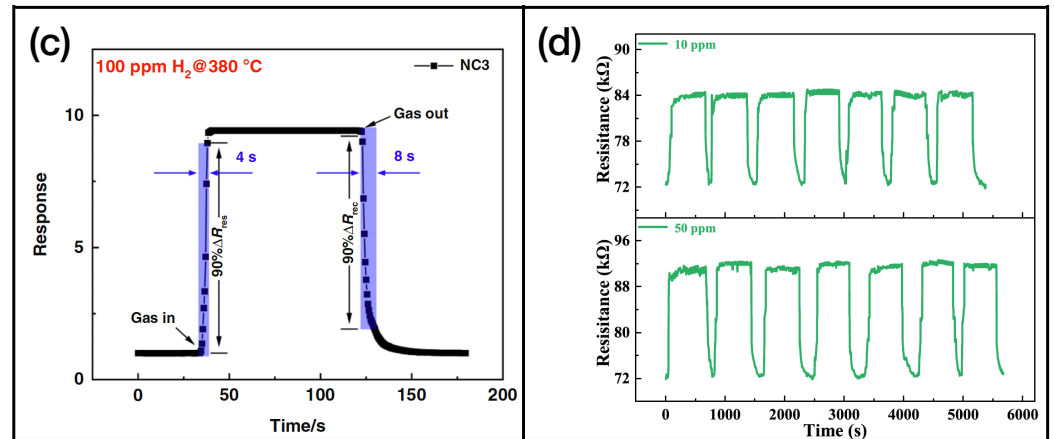 (c)
100 ppm H₂@380 °C
NC3
10
5
0
Response
Gas in
Gas out
4 s
8 s
90%ΔRres
90%ΔRrec
0 50 100 150 200
Time/s
(d)
10 ppm
90
84
78
72
Resisitance (kΩ)
50 ppm
96
88
80
72
Resisitance (kΩ)
0 1000 2000 3000 4000 5000 6000
Time (s)